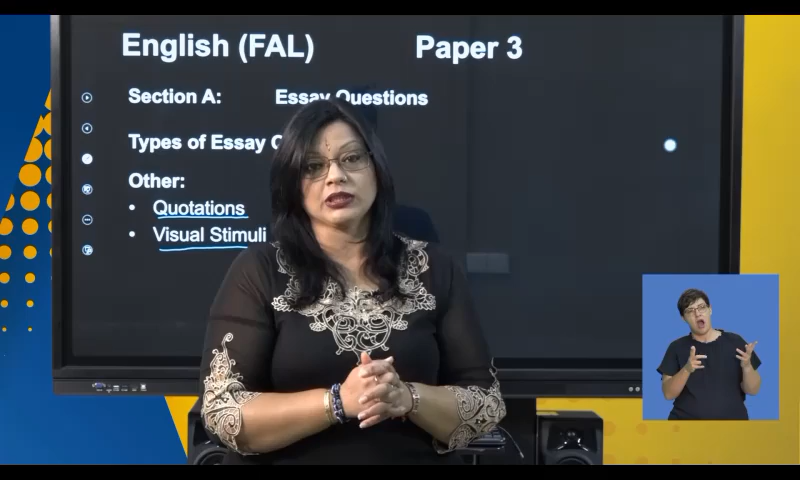 English (FAL) Paper 3
Section A: Essay Questions
Types of Essay
Other:
• Quotations
• Visual Stimuli